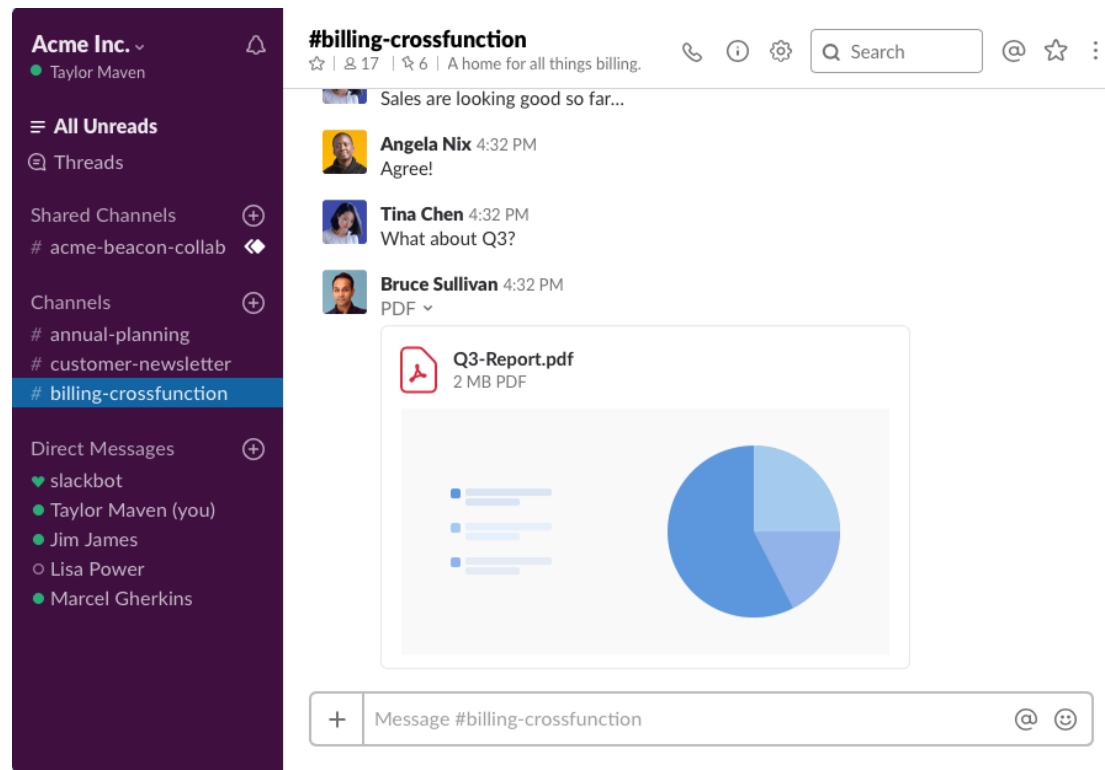 Acme Inc.
Taylor Maven
All Unreads
Threads
Shared Channels
# acme-beacon-collab
Channels
# annual-planning
# customer-newsletter
# billing-crossfunction
Direct Messages
slackbot
Taylor Maven (you)
Jim James
Lisa Power
Marcel Gherkins
#billing-crossfunction
17 | 6 | A home for all things billing.
Search
Sales are looking good so far...
Angela Nix 4:32 PM
Agree!
Tina Chen 4:32 PM
What about Q3?
Bruce Sullivan 4:32 PM
PDF
Q3-Report.pdf
2 MB PDF
Message #billing-crossfunction